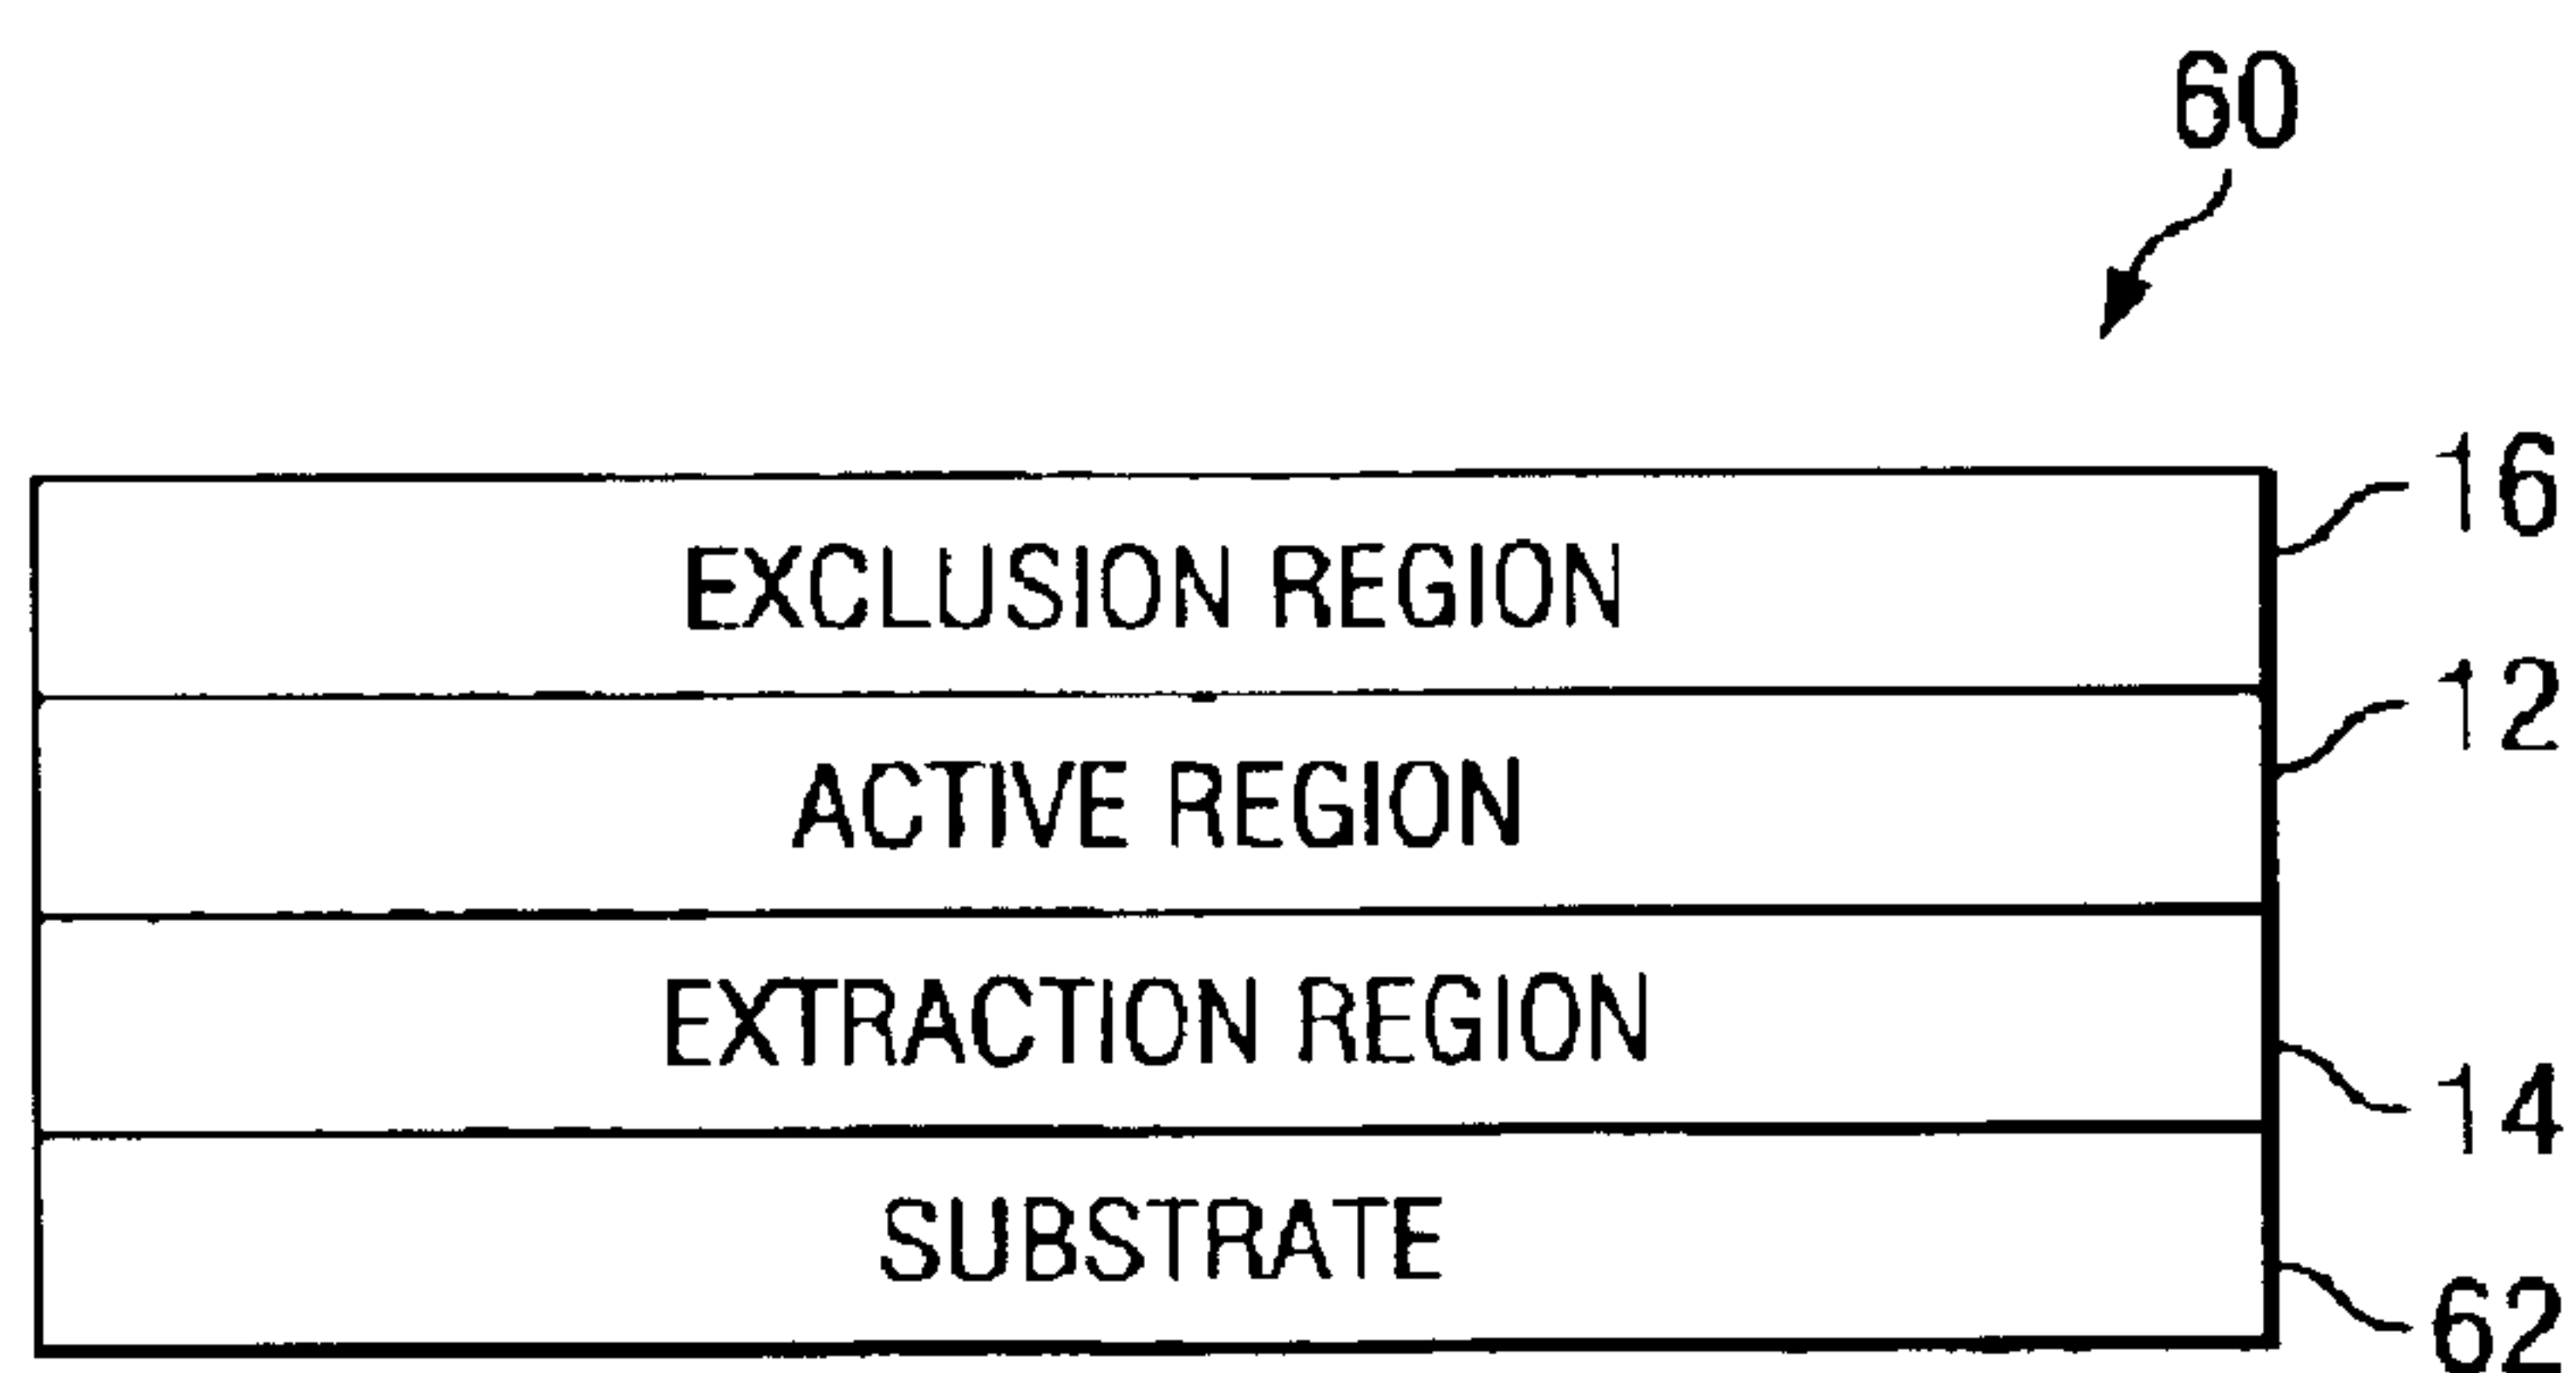 60
EXCLUSION REGION 16
ACTIVE REGION 12
EXTRACTION REGION 14
SUBSTRATE 62